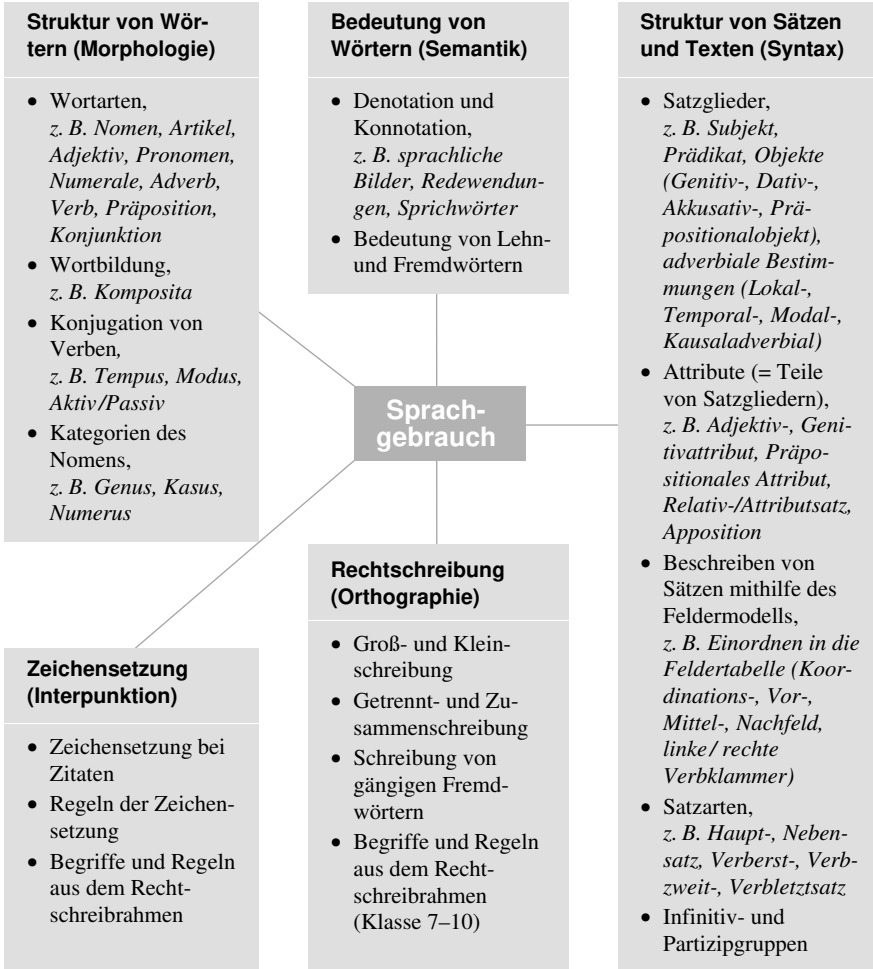 Struktur von Wör-
tern (Morphologie)
• Wortarten,
z. B. Nomen, Artikel,
Adjektiv, Pronomen,
Numerale, Adverb,
Verb, Präposition,
Konjunktion
• Wortbildung,
z. B. Komposita
• Konjugation von
Verben,
z. B. Tempus, Modus,
Aktiv/Passiv
• Kategorien des
Nomens,
z. B. Genus, Kasus,
Numerus
Bedeutung von
Wörtern (Semantik)
• Denotation und
Konnotation,
z. B. sprachliche
Bilder, Redewendun-
gen, Sprichwörter
• Bedeutung von Lehn-
und Fremdwörtern
Struktur von Sätzen
und Texten (Syntax)
• Satzglieder,
z. B. Subjekt,
Prädikat, Objekte
(Genitiv-, Dativ-,
Akkusativ-, Prä-
positionalobjekt),
adverbiale Bestim-
mungen (Lokal-,
Temporal-, Modal-,
Kausaladverbial)
• Attribute (= Teile
von Satzgliedern),
z. B. Adjektiv-, Geni-
tivattribut, Präpo-
sitionales Attribut,
Relativ-/Attributsatz,
Apposition
• Beschreiben von
Sätzen mithilfe des
Feldermodells,
z. B. Einordnen in die
Feldertabelle (Koor-
dinations-, Vor-,
Mittel-, Nachfeld,
linke / rechte
Verbklammer)
• Satzarten,
z. B. Haupt-, Neben-
satz, Verberst-, Verb-
zweit-, Verbletztsatz
• Infinitiv- und
Partizipgruppen
Sprach-
gebrauch
Zeichensetzung
(Interpunktion)
• Zeichensetzung bei
Zitaten
• Regeln der Zeichen-
setzung
• Begriffe und Regeln
aus dem Recht-
schreibrahmen
Rechtschreibung
(Orthographie)
• Groß- und Klein-
schreibung
• Getrennt- und Zu-
sammenschreibung
• Schreibung von
gängigen Fremd-
wörtern
• Begriffe und Regeln
aus dem Recht-
schreibrahmen
(Klasse 7–10)